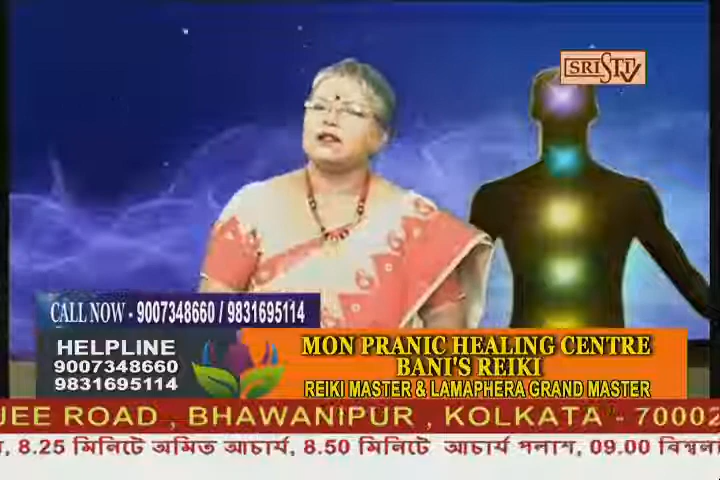 SRISTI TV
CALL NOW - 9007348660 / 9831695114
HELPLINE
9007348660
9831695114
MON PRANIC HEALING CENTRE
BANI'S REIKI
REIKI MASTER & LAMAPHERA GRAND MASTER
JEE ROAD , BHAWANIPUR , KOLKATA - 70002
, 8.25 মিনিটে অমিত আচার্য, 8.50 মিনিটে আচার্য পলাশ, 09.00